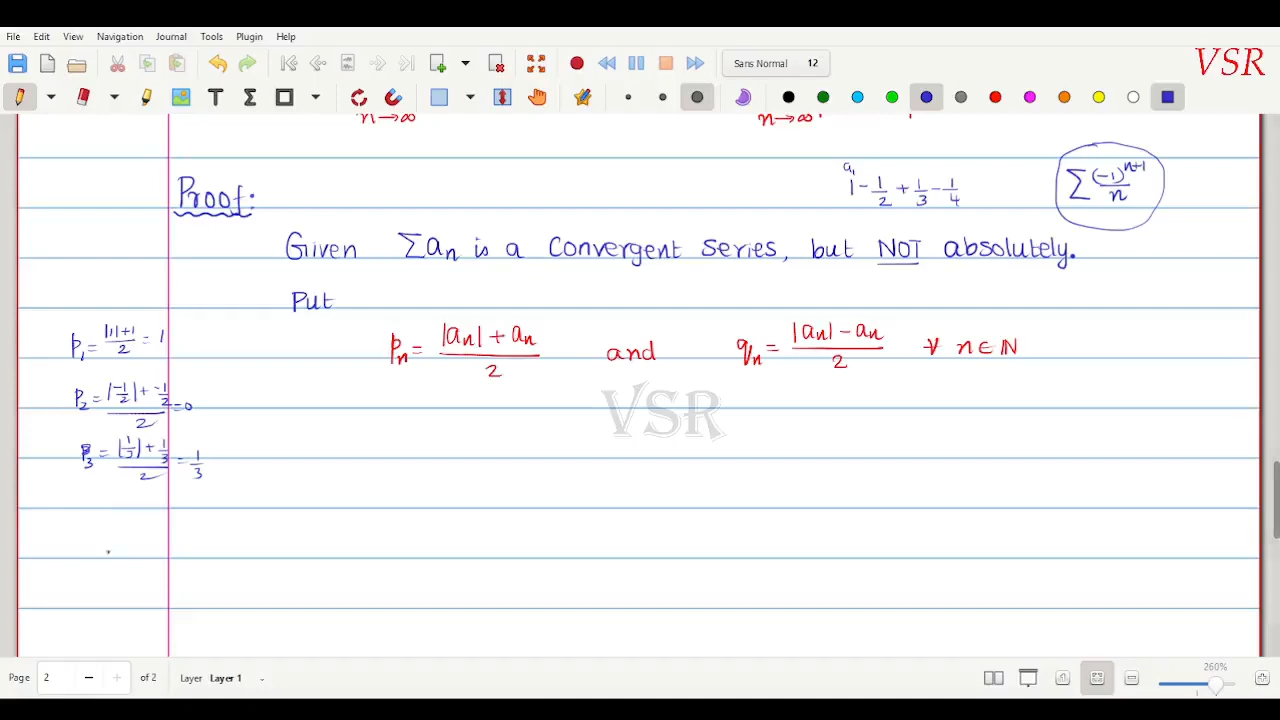 File Edit View Navigation Journal Tools Plugin Help
VSR
Sans Normal 12
n→∞ n→∞
a₁
1 - 1/2 + 1/3 - 1/4
∑ (-1)^(n+1)/n
Proof:
Given ∑aₙ is a Convergent Series, but NOT absolutely.
Put
pₙ = (|aₙ| + aₙ)/2 and qₙ = (|aₙ| - aₙ)/2 ∀ n ∈ ℕ
P₁ = (|1|+1)/2 = 1
P₂ = (|-1/2| + -1/2)/2 = 0
P₃ = (|1/3| + 1/3)/2 = 1/3
VSR
Page 2 of 2 Layer Layer 1
260%